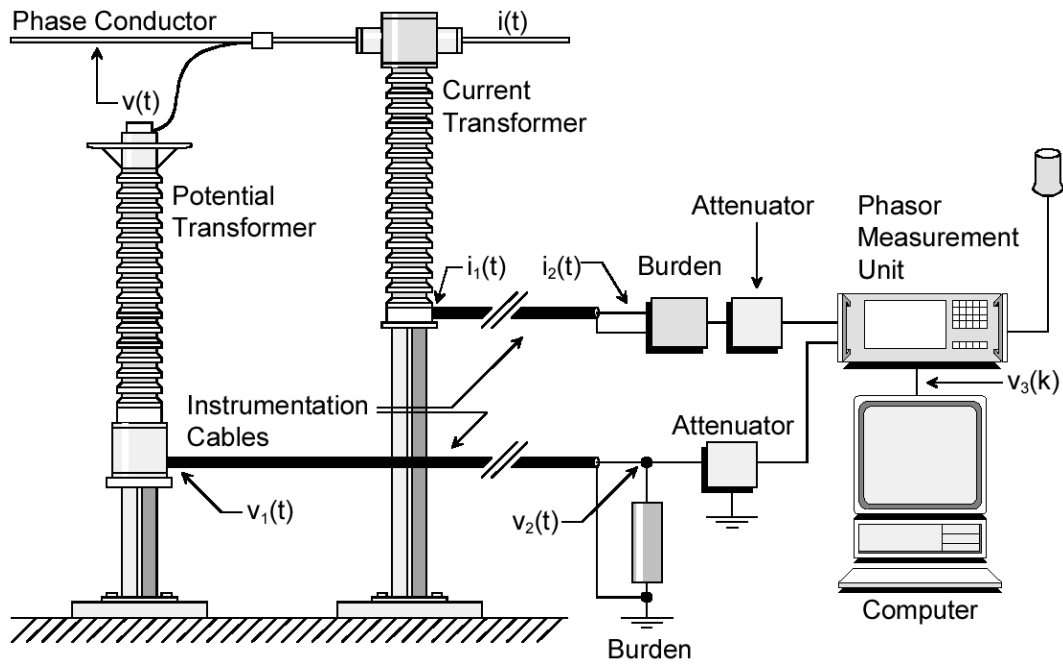 Phase Conductor
i(t)
v(t)
Current
Transformer
Potential
Transformer
Attenuator
Phasor
Measurement
Unit
i₁(t)
i₂(t)
Burden
v₃(k)
Instrumentation
Cables
Attenuator
v₁(t)
v₂(t)
Computer
Burden